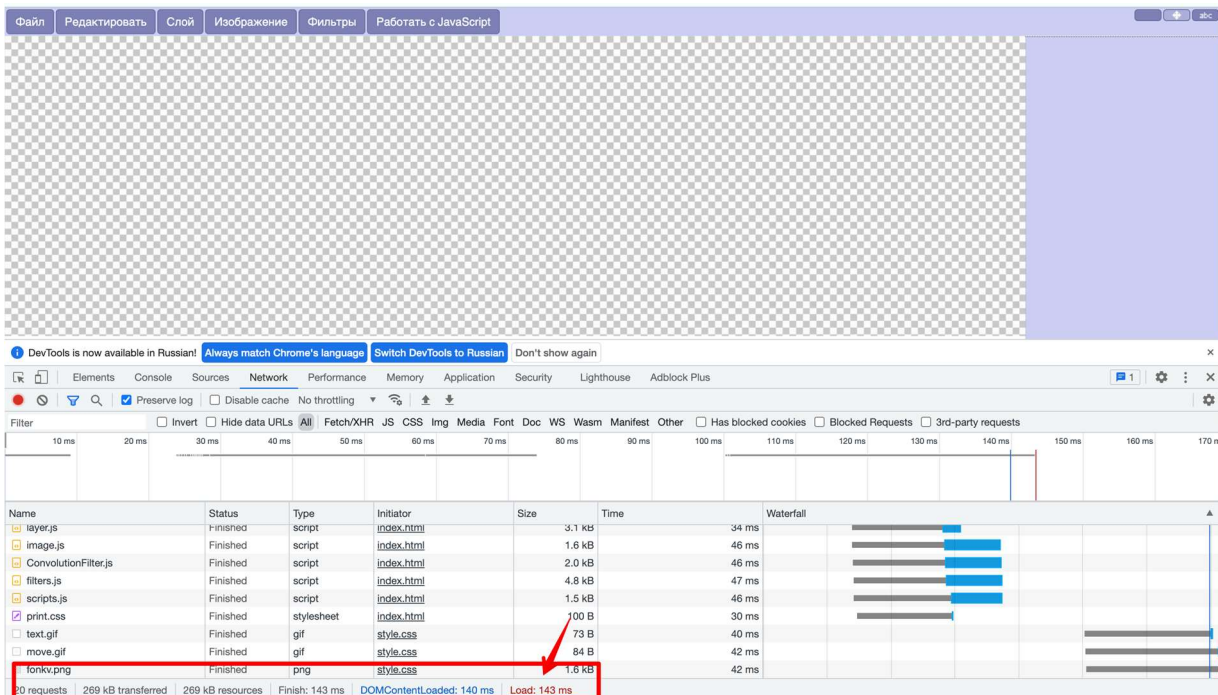 Файл Редактировать Слой Изображение Фильтры Работать с JavaScript abc
DevTools is now available in Russian! Always match Chrome's language Switch DevTools to Russian Don't show again
Elements Console Sources Network Performance Memory Application Security Lighthouse Adblock Plus 1
Preserve log Disable cache No throttling
Filter Invert Hide data URLs All Fetch/XHR JS CSS Img Media Font Doc WS Wasm Manifest Other Has blocked cookies Blocked Requests 3rd-party requests
10 ms 20 ms 30 ms 40 ms 50 ms 60 ms 70 ms 80 ms 90 ms 100 ms 110 ms 120 ms 130 ms 140 ms 150 ms 160 ms 170 m
Name Status Type Initiator Size Time Waterfall
layer.js Finished script index.html 3.1 kB 34 ms
image.js Finished script index.html 1.6 kB 46 ms
ConvolutionFilter.js Finished script index.html 2.0 kB 46 ms
filters.js Finished script index.html 4.8 kB 47 ms
scripts.js Finished script index.html 1.5 kB 46 ms
print.css Finished stylesheet index.html 100 B 30 ms
text.gif Finished gif style.css 73 B 40 ms
move.gif Finished gif style.css 84 B 42 ms
fonkv.png Finished png style.css 1.6 kB 42 ms
20 requests 269 kB transferred 269 kB resources Finish: 143 ms DOMContentLoaded: 140 ms Load: 143 ms